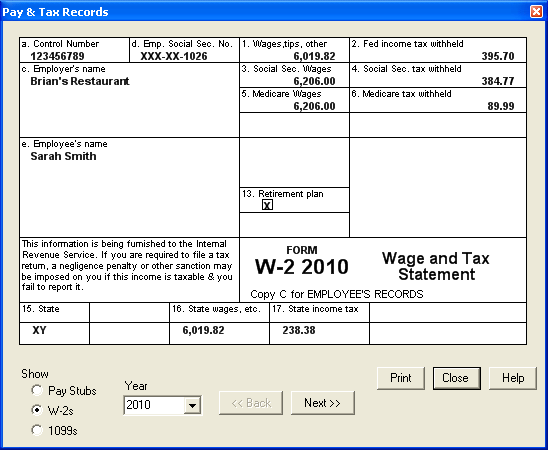 Pay & Tax Records
a. Control Number d. Emp. Social Sec. No. 1. Wages,tips, other 2. Fed income tax withheld
123456789 XXX-XX-1026 6,019.82 395.70
c. Employer's name 3. Social Sec. Wages 4. Social Sec. tax withheld
Brian's Restaurant 6,206.00 384.77
5. Medicare Wages 6. Medicare tax withheld
6,206.00 89.99
e. Employee's name
Sarah Smith
13. Retirement plan
X
This information is being furnished to the Internal
Revenue Service. If you are required to file a tax
return, a negligence penalty or other sanction may
be imposed on you if this income is taxable & you
fail to report it.
FORM
W-2 2010
Wage and Tax
Statement
Copy C for EMPLOYEE'S RECORDS
15. State 16. State wages, etc. 17. State income tax
XY 6,019.82 238.38
Show
Pay Stubs
W-2s
1099s
Year
2010
<< Back
Next >>
Print
Close
Help